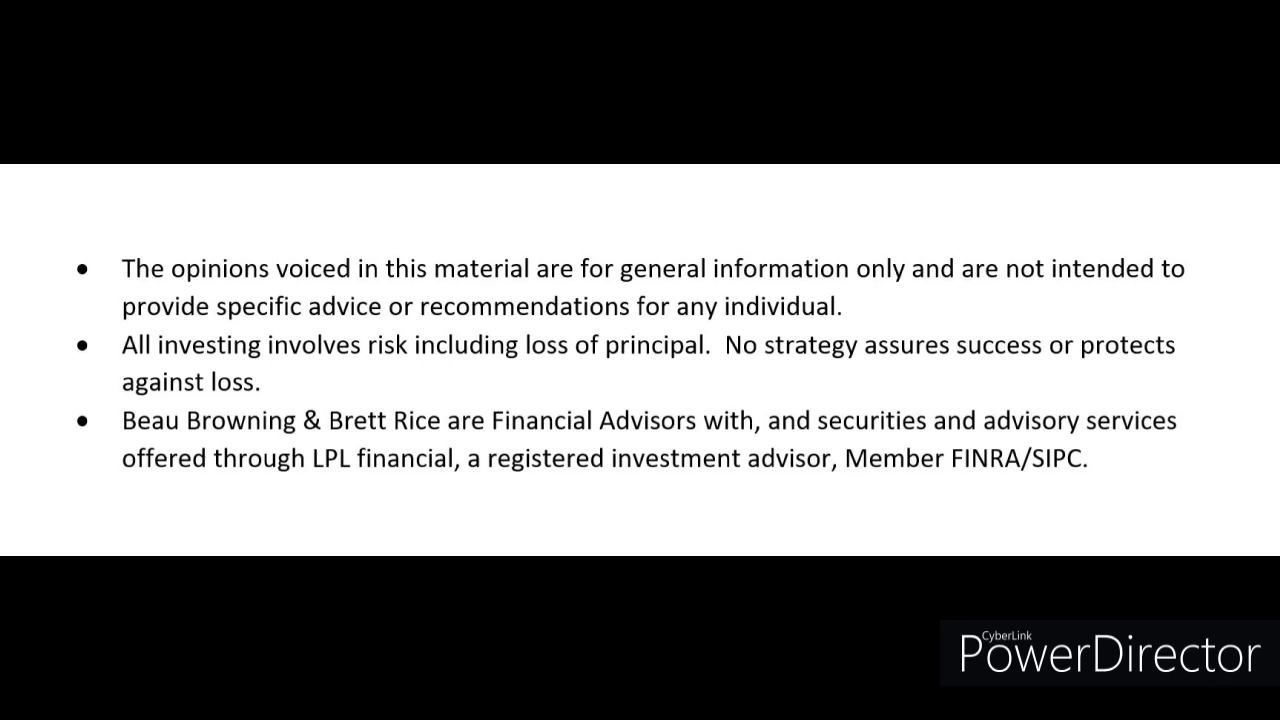 • The opinions voiced in this material are for general information only and are not intended to
provide specific advice or recommendations for any individual.
• All investing involves risk including loss of principal.  No strategy assures success or protects
against loss.
• Beau Browning & Brett Rice are Financial Advisors with, and securities and advisory services
offered through LPL financial, a registered investment advisor, Member FINRA/SIPC.
CyberLink
PowerDirector